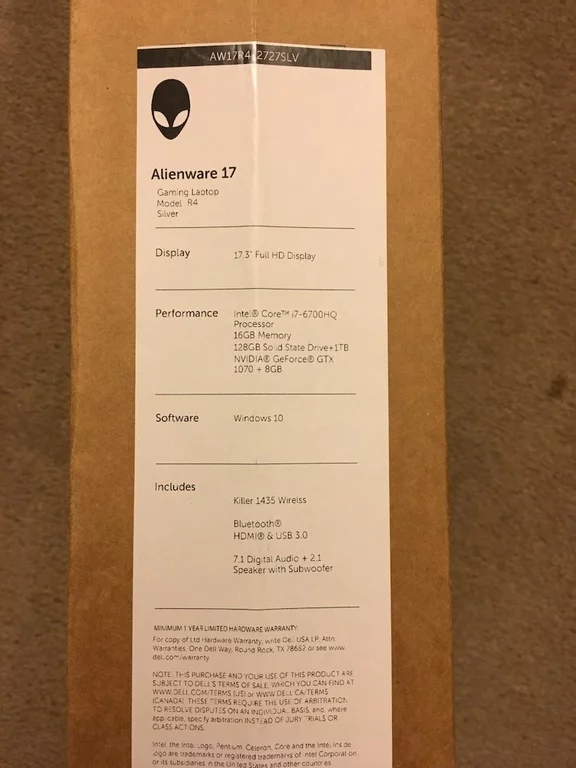 AW17R4-2727SLV
Alienware 17
Gaming Laptop
Model R4
Silver
Display 17.3" Full HD Display
Performance Intel® Core™ i7-6700HQ
Processor
16GB Memory
128GB Solid State Drive+1TB
NVIDIA® GeForce® GTX
1070 + 8GB
Software Windows 10
Includes
Killer 1435 Wirelss
Bluetooth®
HDMI® & USB 3.0
7.1 Digital Audio + 2.1
Speaker with Subwoofer
MINIMUM 1 YEAR LIMITED HARDWARE WARRANTY:
For copy of Ltd Hardware Warranty, write Dell USA LP, Attn:
Warranties, One Dell Way, Round Rock, TX 78682 or see www.
dell.com/warranty.
NOTE: THIS PURCHASE AND YOUR USE OF THIS PRODUCT ARE
SUBJECT TO DELL'S TERMS OF SALE, WHICH YOU CAN FIND AT
WWW.DELL.COM/TERMS (US) or WWW.DELL.CA/TERMS
(CANADA). THESE TERMS REQUIRE THE USE OF ARBITRATION
TO RESOLVE DISPUTES ON AN INDIVIDUAL BASIS, and, where
applicable, specify arbitration INSTEAD OF JURY TRIALS OR
CLASS ACTIONS.
Intel, the Intel Logo, Pentium, Celeron, Core and the Intel Inside
logo are trademarks or registered trademarks of Intel Corporation
or its subsidiaries in the United States and other countries